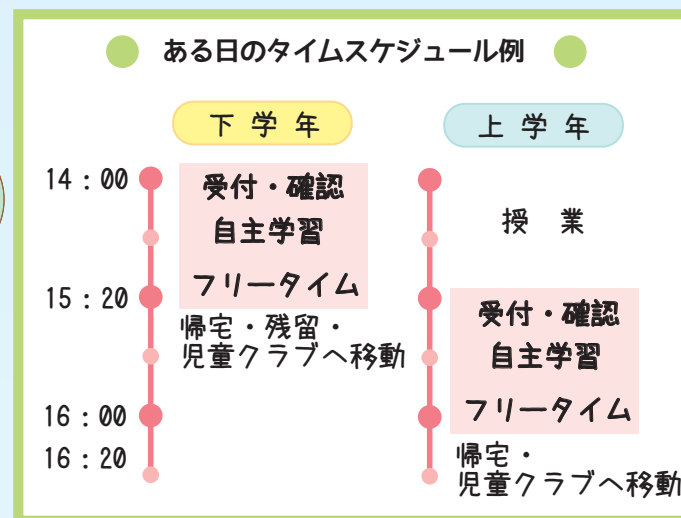 ある日のタイムスケジュール例
下学年
上学年
14:00
受付・確認
自主学習
フリータイム
授 業
15:20
帰宅・残留・
児童クラブへ移動
受付・確認
自主学習
フリータイム
16:00
16:20
帰宅・
児童クラブへ移動